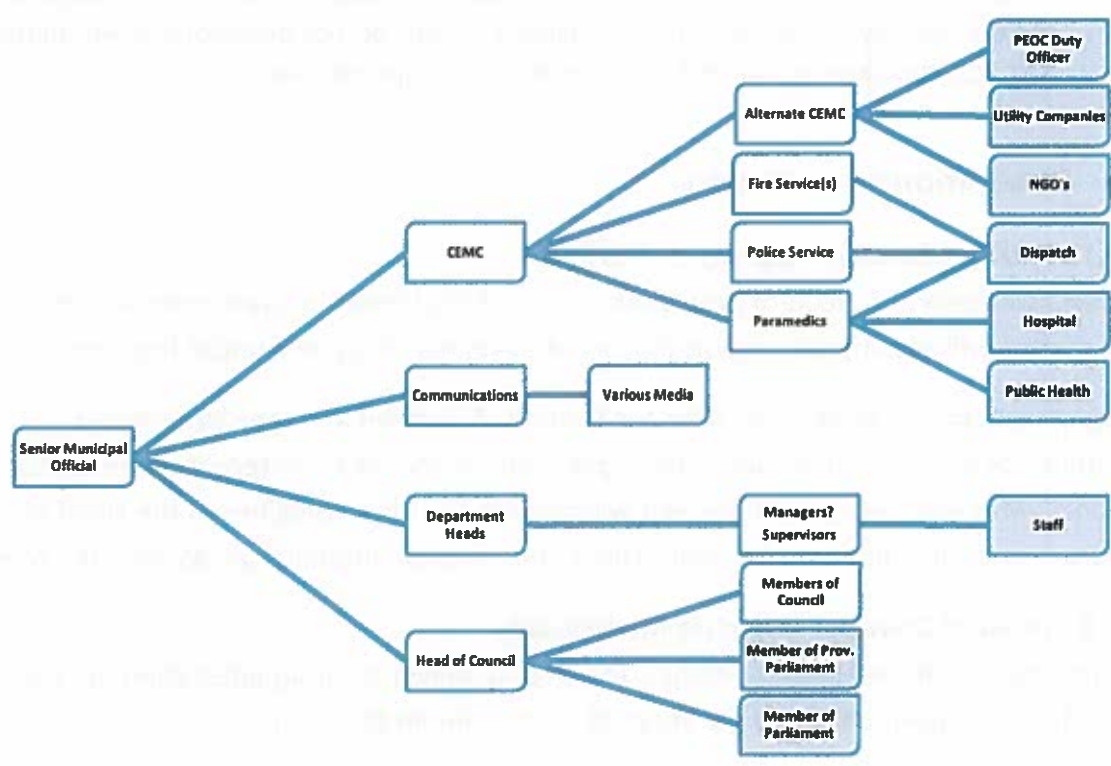 PEOC Duty
Officer
Alternate CEMC
Utility Companies
Fire Service(s)
NGO's
CEMC
Police Service
Dispatch
Paramedics
Hospital
Public Health
Communications
Various Media
Senior Municipal
Official
Department
Heads
Managers?
Supervisors
Staff
Members of
Council
Head of Council
Member of Prov.
Parliament
Member of
Parliament